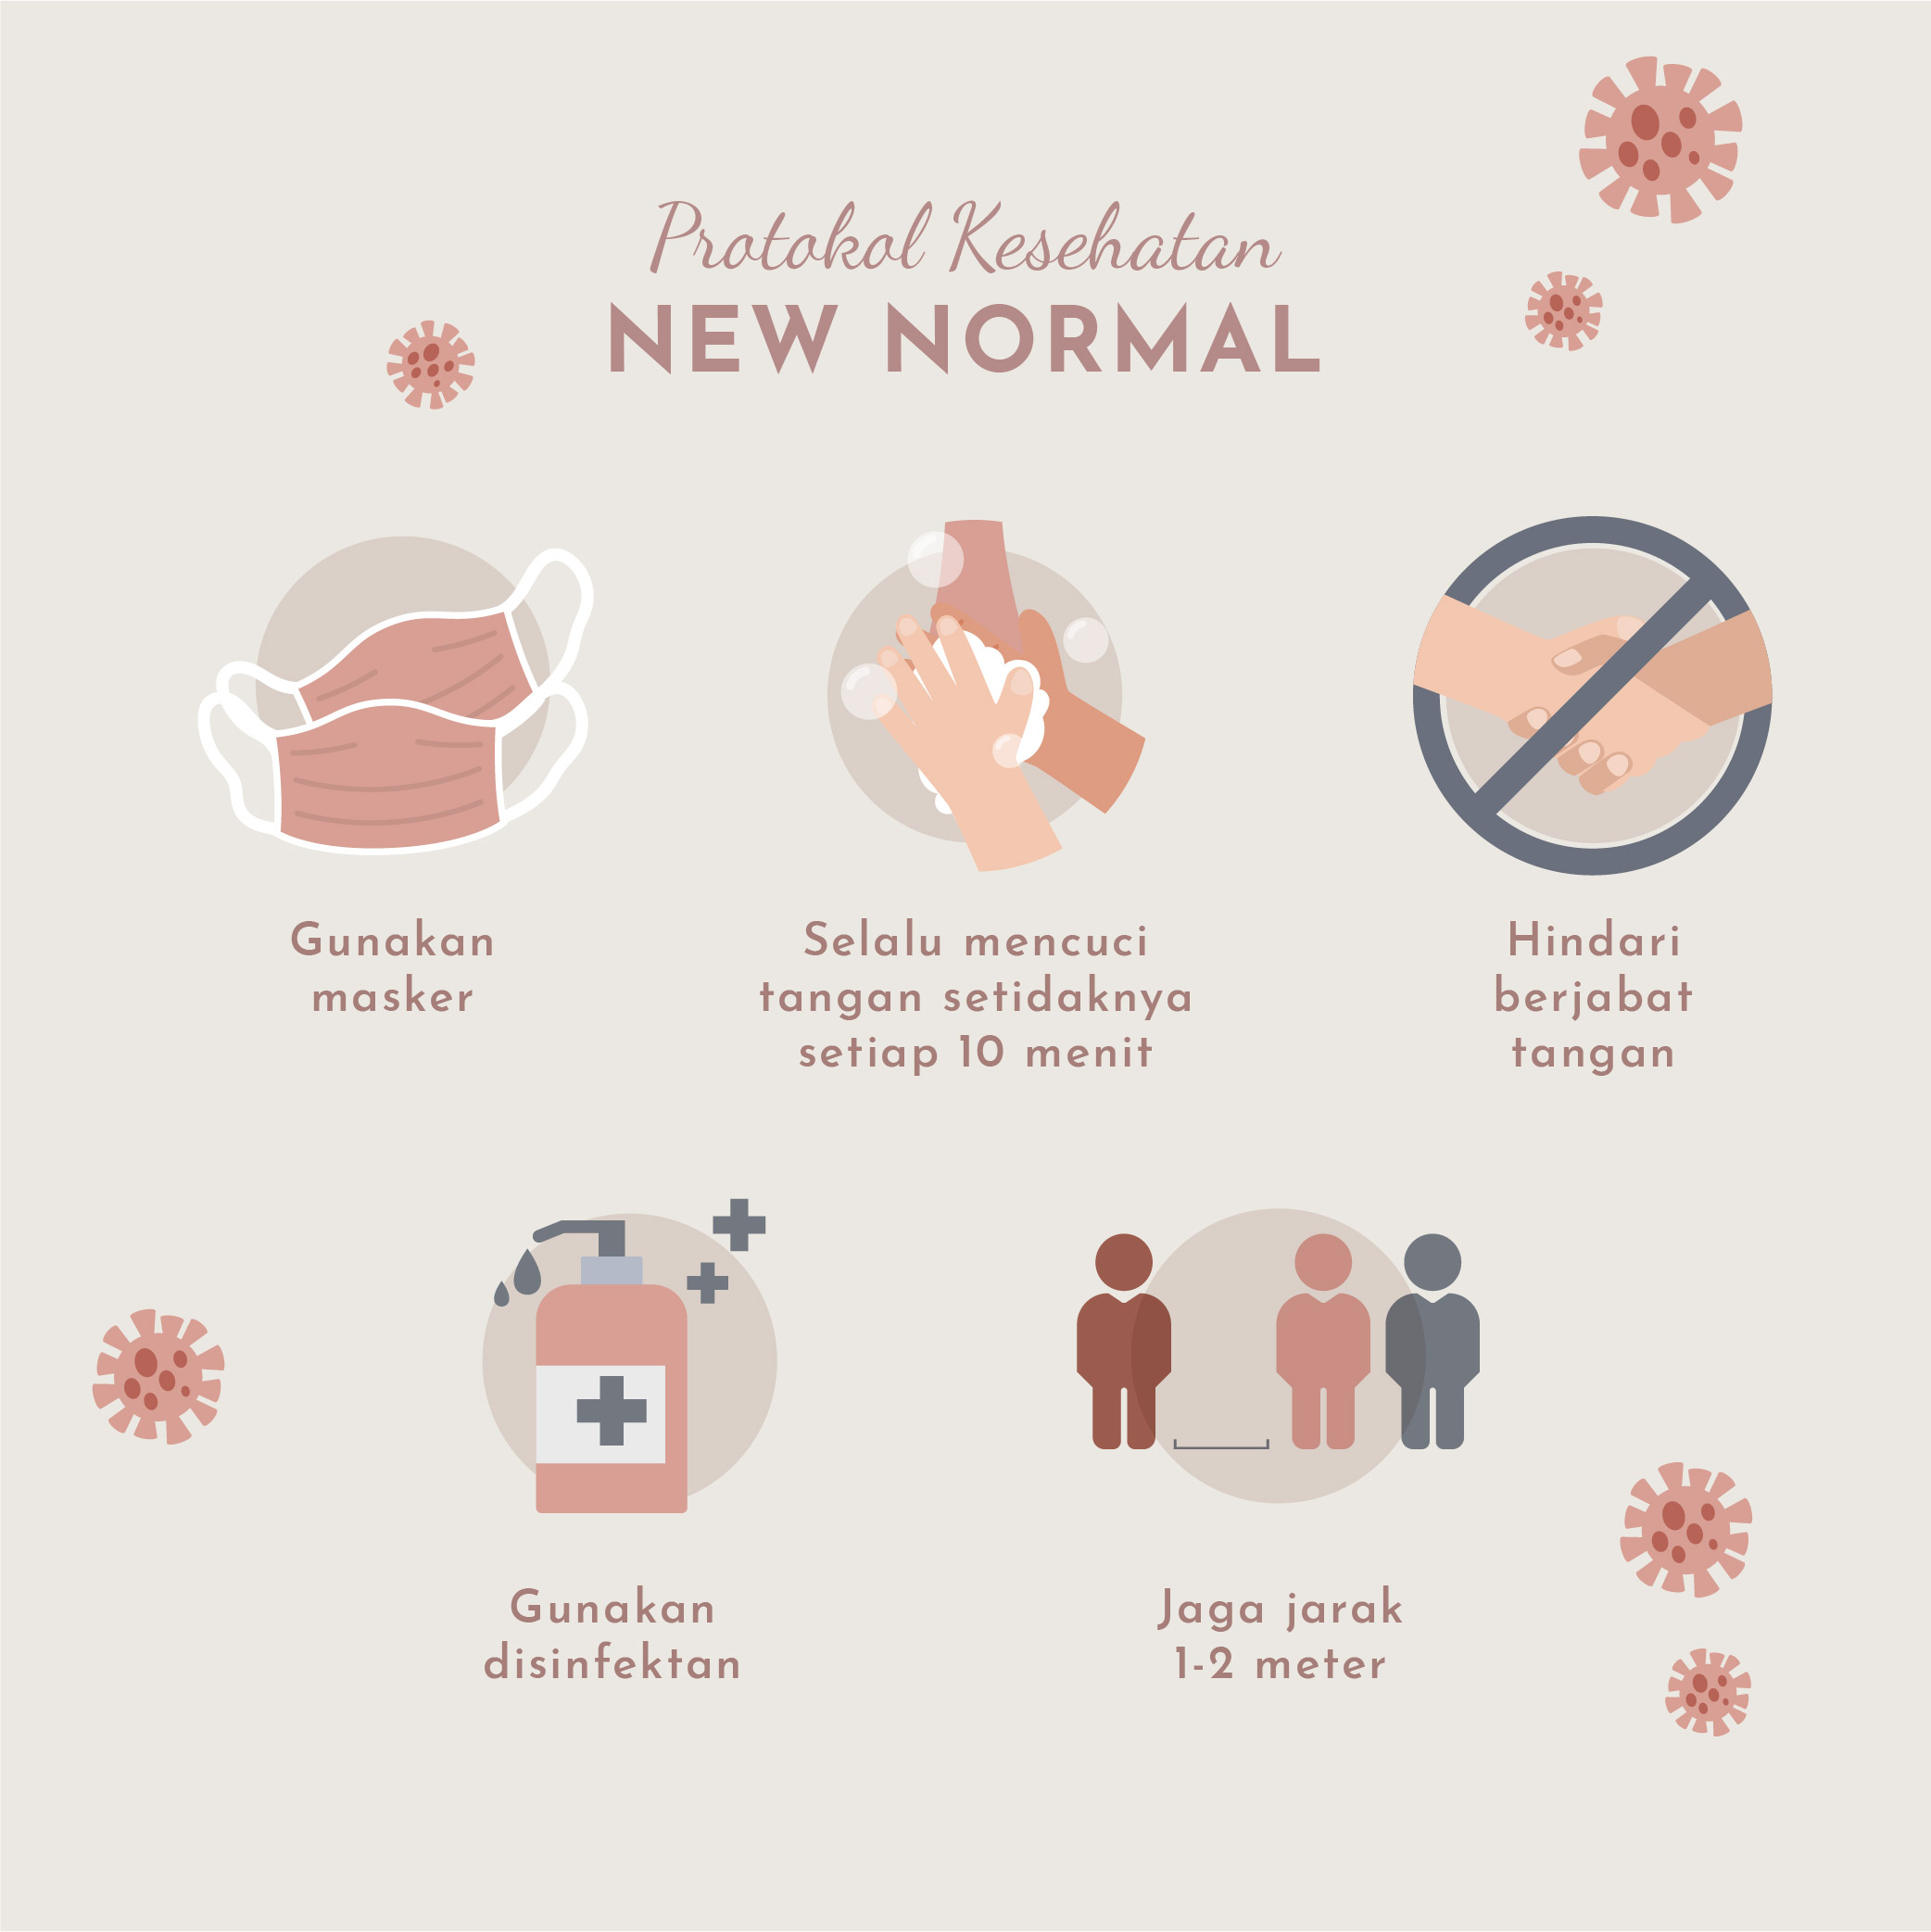 Protokol Kesehatan
NEW NORMAL
Gunakan
masker
Selalu mencuci
tangan setidaknya
setiap 10 menit
Hindari
berjabat
tangan
Gunakan
disinfektan
Jaga jarak
1-2 meter